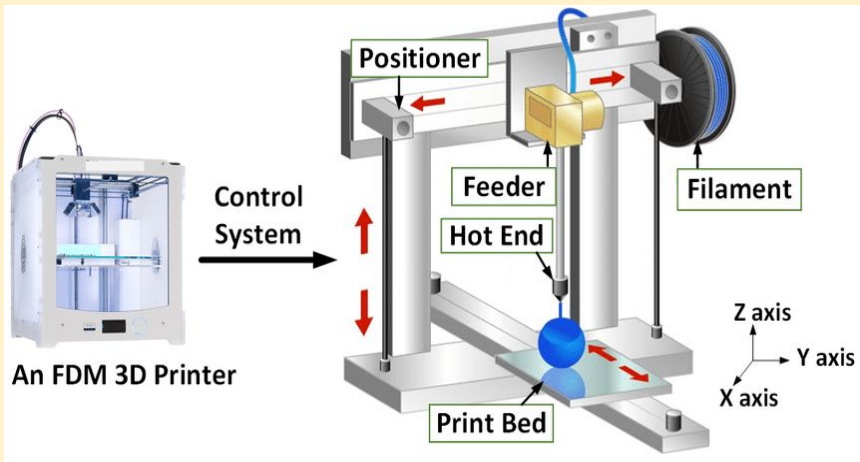 Positioner
Feeder
Filament
Control
System
Hot End
Z axis
Y axis
X axis
An FDM 3D Printer
Print Bed